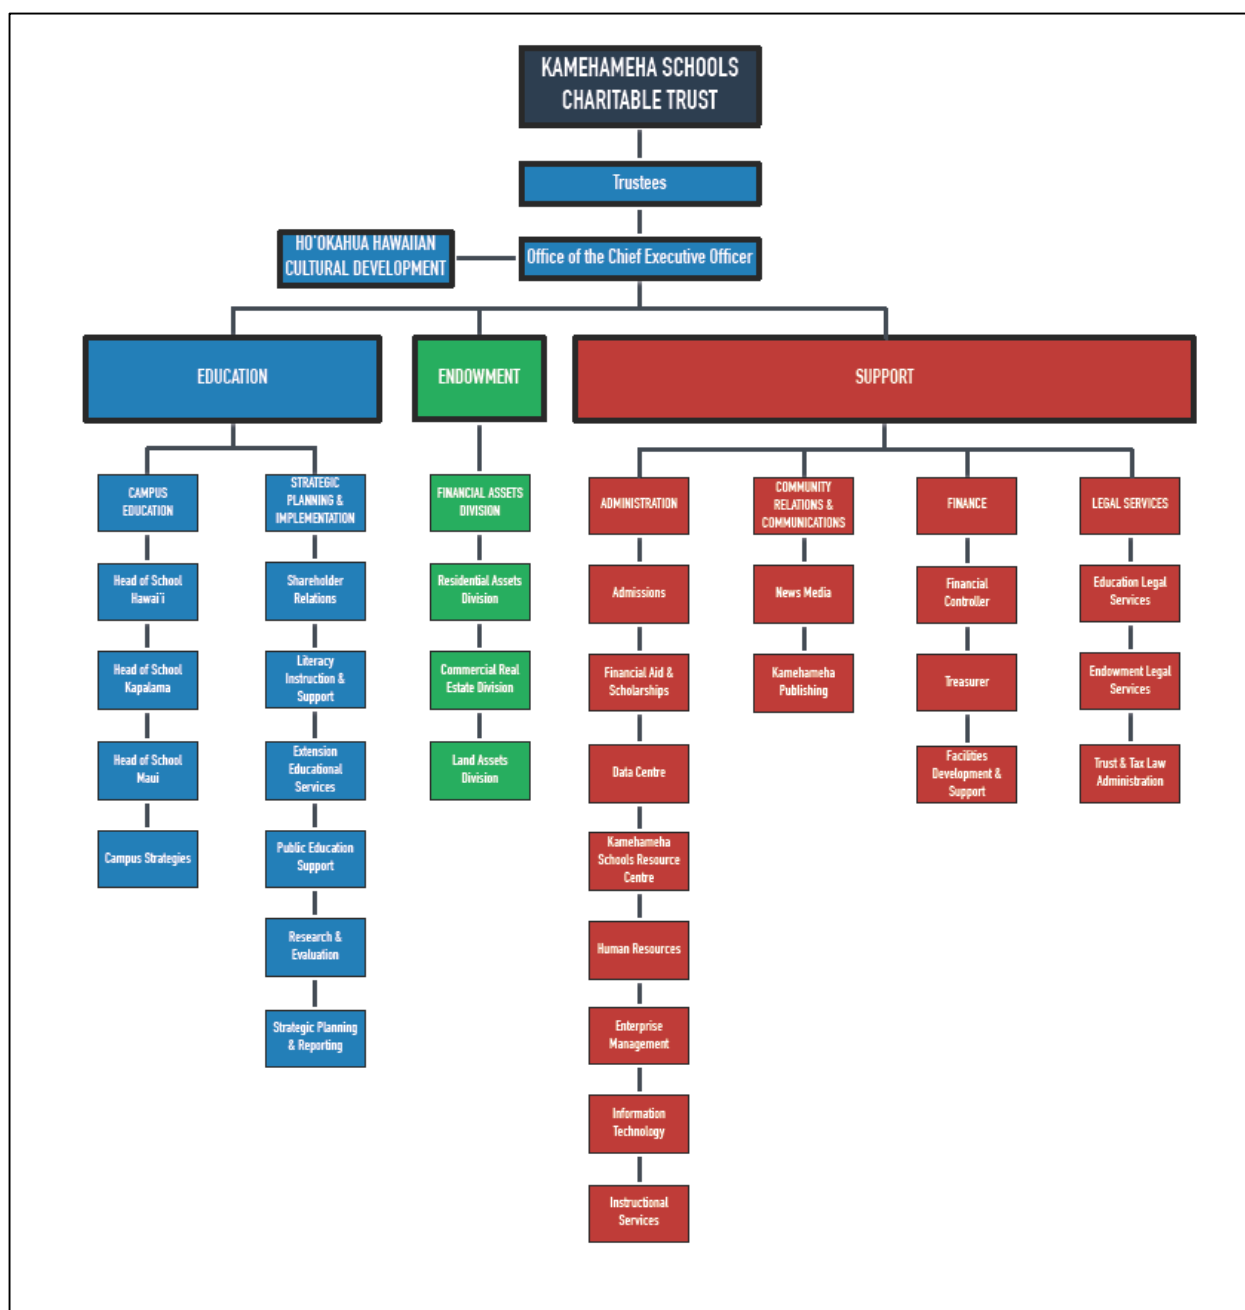 KAMEHAMEHA SCHOOLS
CHARITABLE TRUST
Trustees
HO'OKAHUA HAWAIIAN
CULTURAL DEVELOPMENT
Office of the Chief Executive Officer
EDUCATION
ENDOWMENT
SUPPORT
CAMPUS
EDUCATION
Head of School
Hawai'i
Head of School
Kapalama
Head of School
Maui
Campus Strategies
STRATEGIC
PLANNING &
IMPLEMENTATION
Shareholder
Relations
Literacy
Instruction &
Support
Extension
Educational
Services
Public Education
Support
Research &
Evaluation
Strategic Planning
& Reporting
FINANCIAL ASSETS
DIVISION
Residential Assets
Division
Commercial Real
Estate Division
Land Assets
Division
ADMINISTRATION
Admissions
Financial Aid &
Scholarships
Data Centre
Kamehameha
Schools Resource
Centre
Human Resources
Enterprise
Management
Information
Technology
Instructional
Services
COMMUNITY
RELATIONS &
COMMUNICATIONS
News Media
Kamehameha
Publishing
FINANCE
Financial
Controller
Treasurer
Facilities
Development &
Support
LEGAL SERVICES
Education Legal
Services
Endowment Legal
Services
Trust & Tax Law
Administration